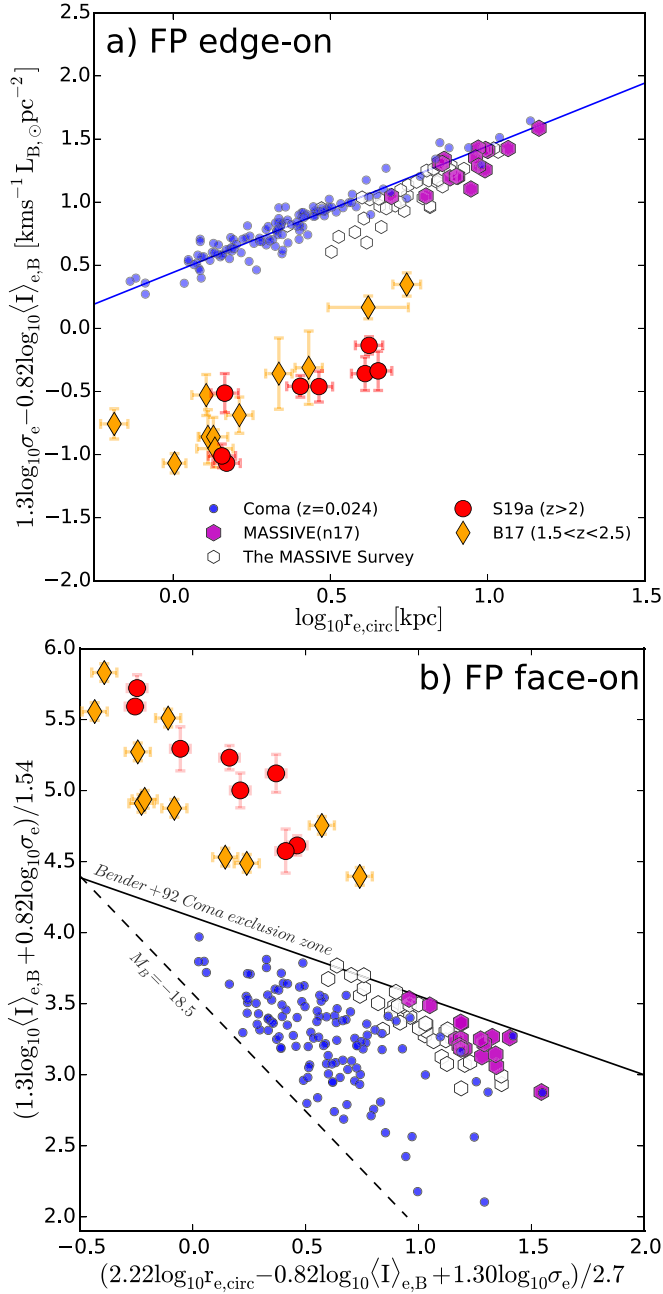 a) FP edge-on
1.3log₁₀σₑ−0.82log₁₀⟨I⟩ₑ,B [kms⁻¹ L_B,⊙pc⁻²]
2.5
2.0
1.5
1.0
0.5
0.0
−0.5
−1.0
−1.5
−2.0
Coma (z=0.024)
MASSIVE(n17)
The MASSIVE Survey
S19a (z>2)
B17 (1.5<z<2.5)
0.0 0.5 1.0 1.5
log₁₀rₑ,circ[kpc]
b) FP face-on
(1.3log₁₀⟨I⟩ₑ,B+0.82log₁₀σₑ)/1.54
6.0
5.5
5.0
4.5
4.0
3.5
3.0
2.5
2.0
Bender+92 Coma exclusion zone
M_B=−18.5
−0.5 0.0 0.5 1.0 1.5 2.0
(2.22log₁₀rₑ,circ−0.82log₁₀⟨I⟩ₑ,B+1.30log₁₀σₑ)/2.7